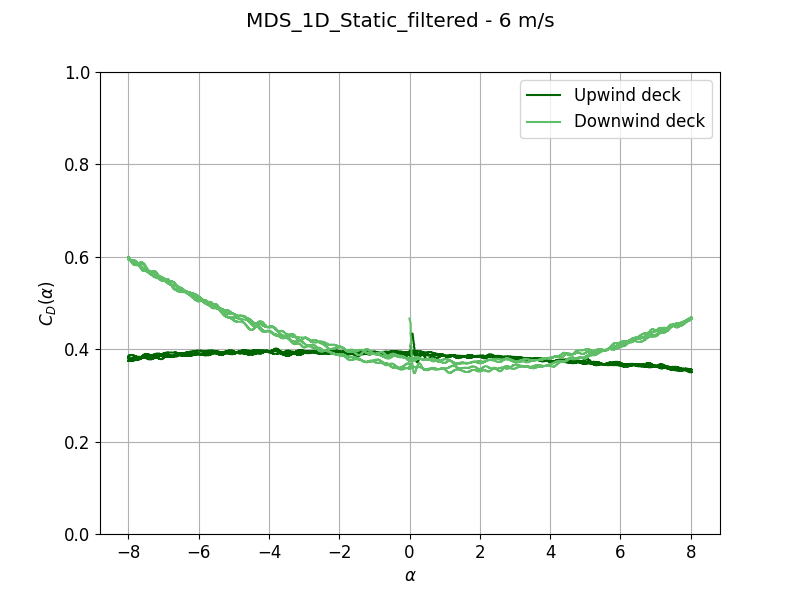 MDS_1D_Static_filtered - 6 m/s
Upwind deck
Downwind deck
1.0
0.8
0.6
0.4
0.2
0.0
C_D(α)
−8 −6 −4 −2 0 2 4 6 8
α